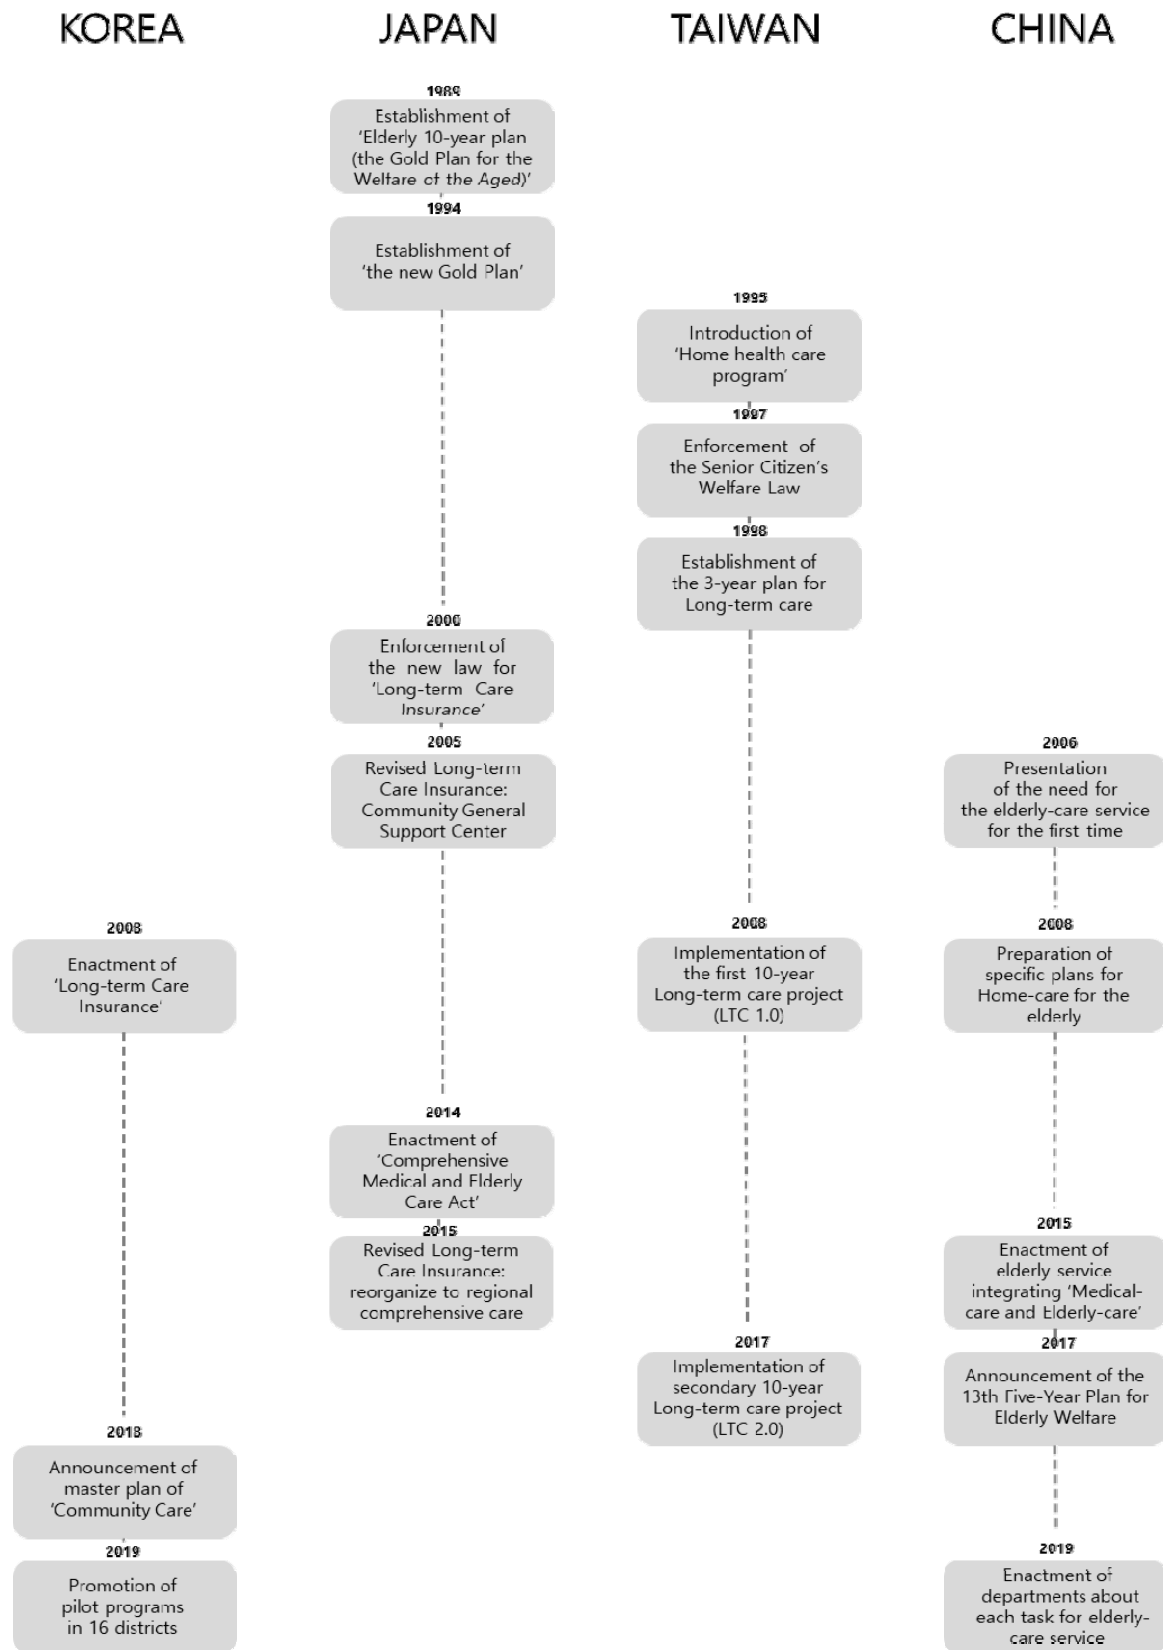 KOREA
2008
Enactment of
'Long-term Care
Insurance'
2018
Announcement of
master plan of
'Community Care'
2019
Promotion of
pilot programs
in 16 districts
JAPAN
1989
Establishment of
'Elderly 10-year plan
(the Gold Plan for the
Welfare of the Aged)'
1994
Establishment of
'the new Gold Plan'
2000
Enforcement of
the new law for
'Long-term Care
Insurance'
2005
Revised Long-term
Care Insurance:
Community General
Support Center
2014
Enactment of
'Comprehensive
Medical and Elderly
Care Act'
2015
Revised Long-term
Care Insurance:
reorganize to regional
comprehensive care
TAIWAN
1995
Introduction of
'Home health care
program'
1997
Enforcement of
the Senior Citizen's
Welfare Law
1998
Establishment of
the 3-year plan for
Long-term care
2008
Implementation of
the first 10-year
Long-term care project
(LTC 1.0)
2017
Implementation of
secondary 10-year
Long-term care project
(LTC 2.0)
CHINA
2006
Presentation
of the need for
the elderly-care service
for the first time
2008
Preparation of
specific plans for
Home-care for the
elderly
2015
Enactment of
elderly service
integrating 'Medical-
care and Elderly-care'
2017
Announcement of the
13th Five-Year Plan for
Elderly Welfare
2019
Enactment of
departments about
each task for elderly-
care service